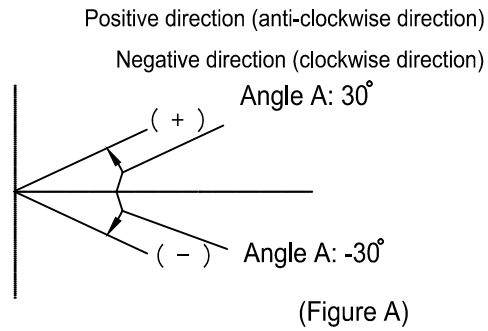 Positive direction (anti-clockwise direction)
Negative direction (clockwise direction)
Angle A: 30°
( + )
( − )
Angle A: -30°
(Figure A)